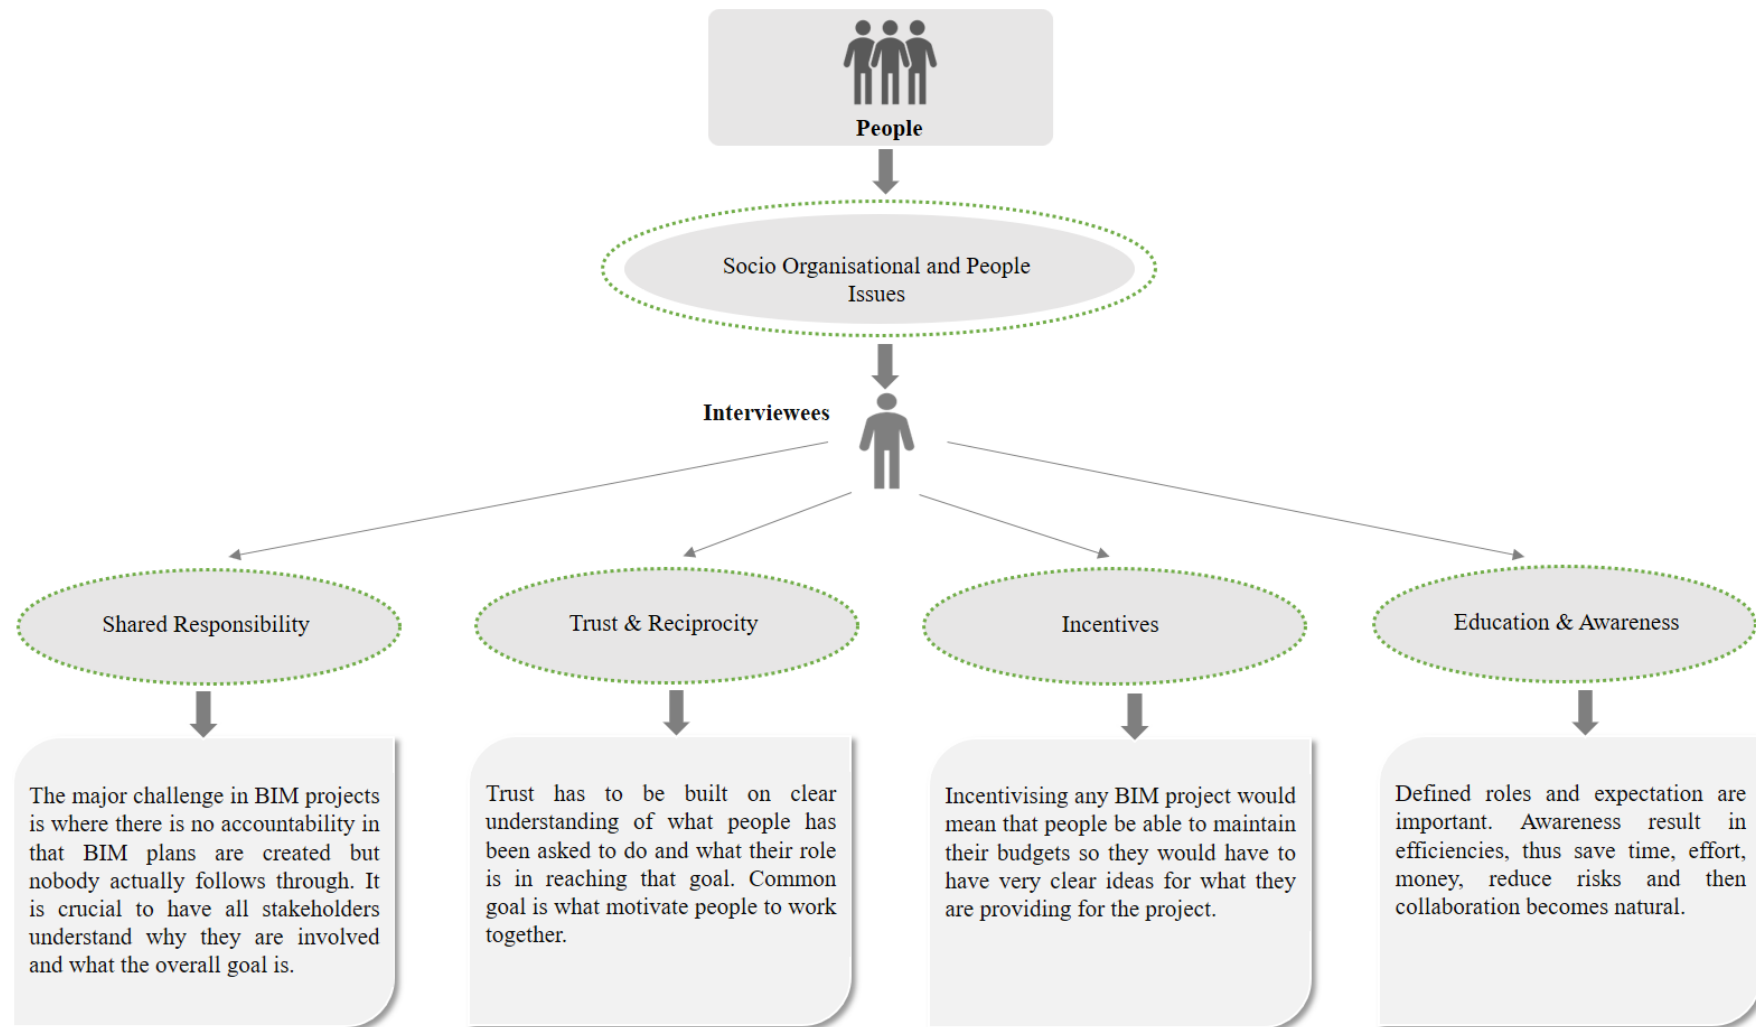 People
Socio Organisational and People
Issues
Interviewees
Shared Responsibility
Trust & Reciprocity
Incentives
Education & Awareness
The major challenge in BIM projects
is where there is no accountability in
that BIM plans are created but
nobody actually follows through. It
is crucial to have all stakeholders
understand why they are involved
and what the overall goal is.
Trust has to be built on clear
understanding of what people has
been asked to do and what their role
is in reaching that goal. Common
goal is what motivate people to work
together.
Incentivising any BIM project would
mean that people be able to maintain
their budgets so they would have to
have very clear ideas for what they
are providing for the project.
Defined roles and expectation are
important. Awareness result in
efficiencies, thus save time, effort,
money, reduce risks and then
collaboration becomes natural.